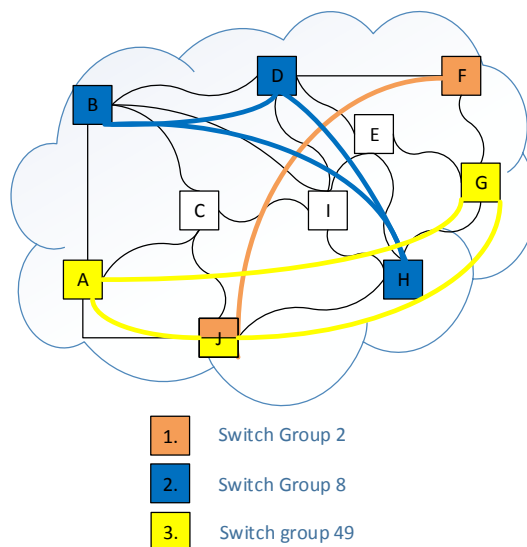 D
F
B
E
G
C
I
A
H
J
1. Switch Group 2
2. Switch Group 8
3. Switch group 49